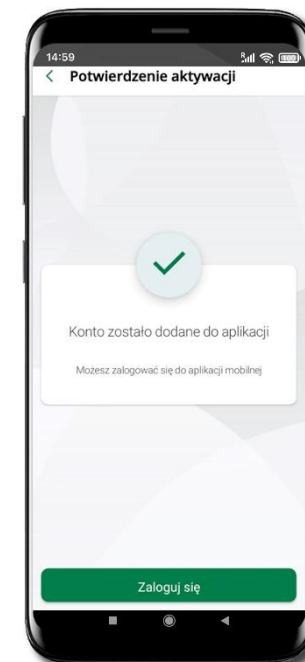 14:59
Potwierdzenie aktywacji
Konto zostało dodane do aplikacji
Możesz zalogować się do aplikacji mobilnej
Zaloguj się